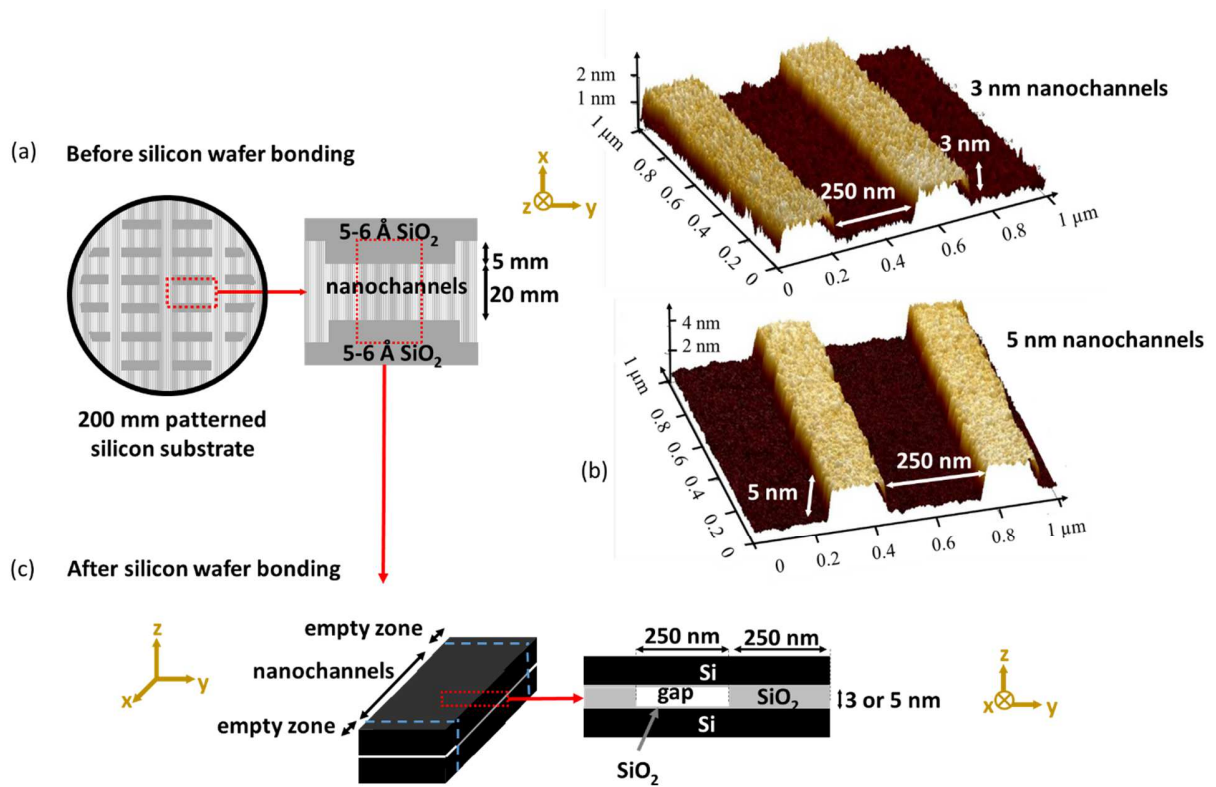 (a) Before silicon wafer bonding
200 mm patterned
silicon substrate
5-6 Å SiO₂
nanochannels
5-6 Å SiO₂
5 mm
20 mm
x
z
y
2 nm
1 nm
1 µm
0.8
0.6
0.4
0.2
0
3 nm nanochannels
3 nm
250 nm
0
0.2
0.4
0.6
0.8
1 µm
4 nm
2 nm
1 µm
0.8
0.6
0.4
0.2
0
5 nm nanochannels
(b)
5 nm
250 nm
0
0.2
0.4
0.6
0.8
1 µm
(c) After silicon wafer bonding
z
x
y
empty zone
nanochannels
empty zone
250 nm 250 nm
Si
gap
SiO₂
3 or 5 nm
Si
SiO₂
z
x
y